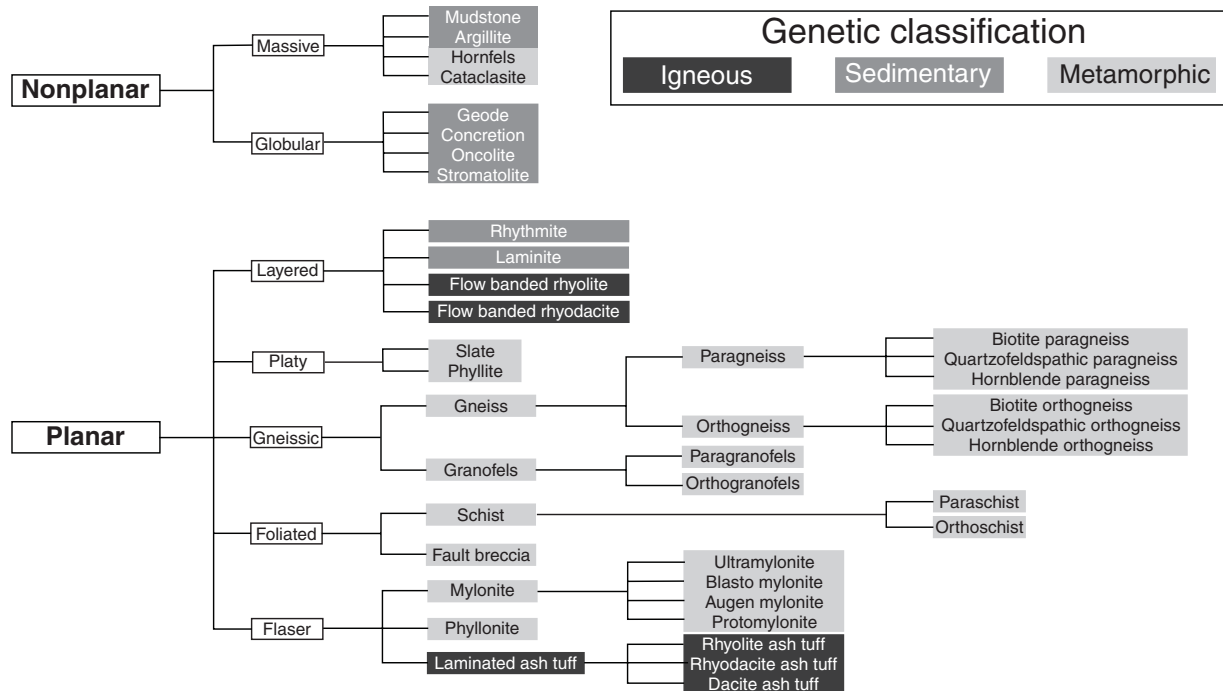 Genetic classification
Igneous
Sedimentary
Metamorphic
Nonplanar
Massive
Mudstone
Argillite
Hornfels
Cataclasite
Globular
Geode
Concretion
Oncolite
Stromatolite
Planar
Layered
Rhythmite
Laminite
Flow banded rhyolite
Flow banded rhyodacite
Platy
Slate
Phyllite
Gneissic
Gneiss
Paragneiss
Biotite paragneiss
Quartzofeldspathic paragneiss
Hornblende paragneiss
Orthogneiss
Biotite orthogneiss
Quartzofeldspathic orthogneiss
Hornblende orthogneiss
Granofels
Paragranofels
Orthogranofels
Foliated
Schist
Paraschist
Orthoschist
Fault breccia
Flaser
Mylonite
Ultramylonite
Blasto mylonite
Augen mylonite
Protomylonite
Phyllonite
Laminated ash tuff
Rhyolite ash tuff
Rhyodacite ash tuff
Dacite ash tuff